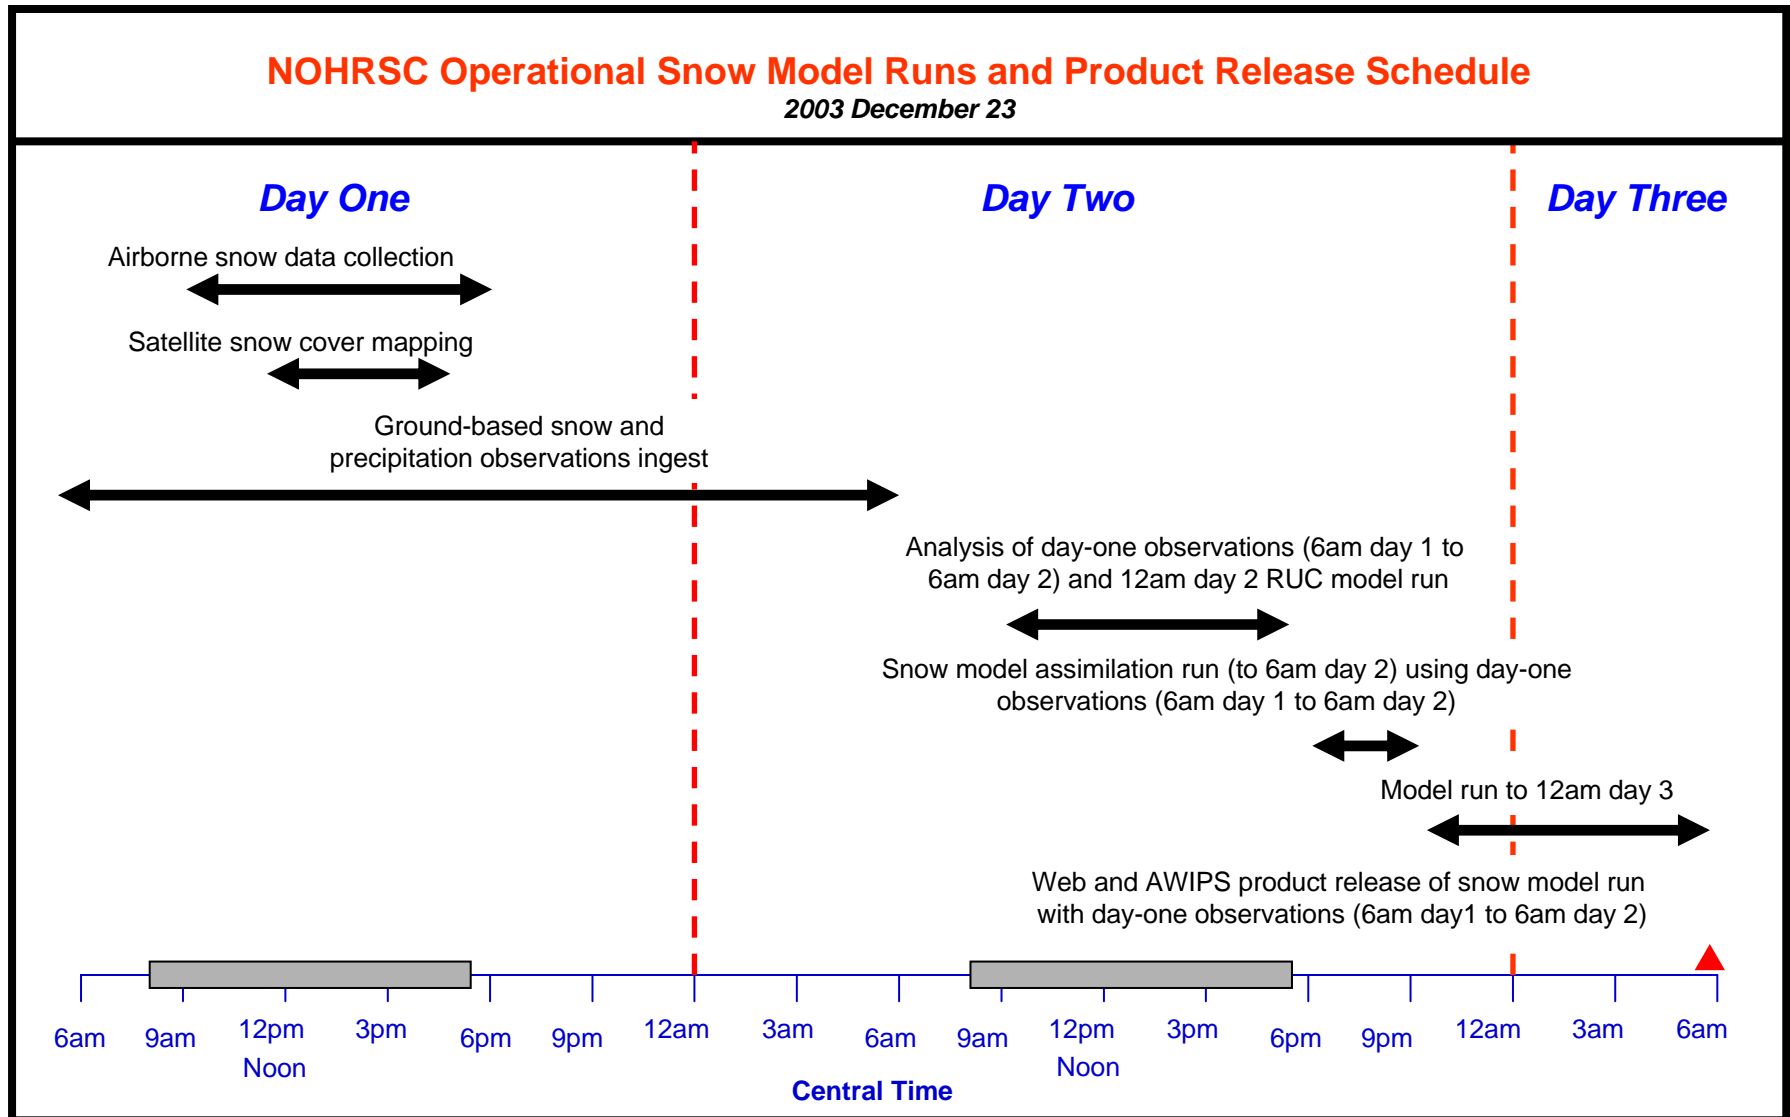 NOHRSC Operational Snow Model Runs and Product Release Schedule
2003 December 23
Day One
Day Two
Day Three
Airborne snow data collection
Satellite snow cover mapping
Ground-based snow and
precipitation observations ingest
Analysis of day-one observations (6am day 1 to
6am day 2) and 12am day 2 RUC model run
Snow model assimilation run (to 6am day 2) using day-one
observations (6am day 1 to 6am day 2)
Model run to 12am day 3
Web and AWIPS product release of snow model run
with day-one observations (6am day1 to 6am day 2)
6am 9am 12pm 3pm 6pm 9pm 12am 3am 6am 9am 12pm 3pm 6pm 9pm 12am 3am 6am
Noon Noon
Central Time